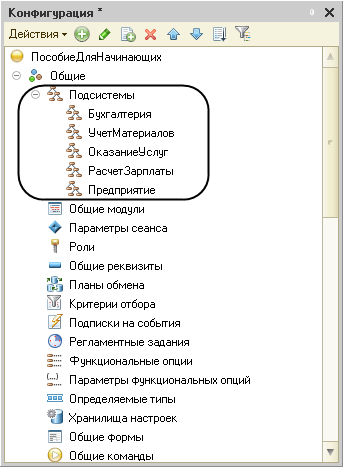 Конфигурация *
Действия
ПособиеДляНачинающих
Общие
Подсистемы
Бухгалтерия
УчетМатериалов
ОказаниеУслуг
РасчетЗарплаты
Предприятие
Общие модули
Параметры сеанса
Роли
Общие реквизиты
Планы обмена
Критерии отбора
Подписки на события
Регламентные задания
Функциональные опции
Параметры функциональных опций
Определяемые типы
Хранилища настроек
Общие формы
Общие команды